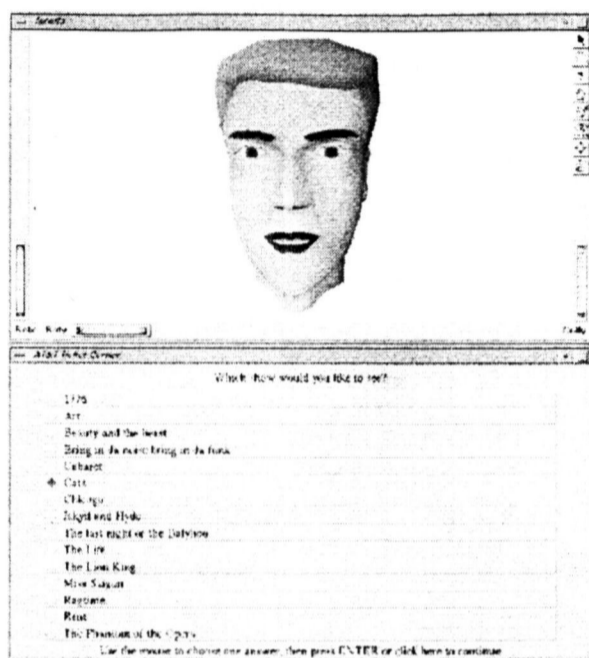 Which show would you like to see?
1776
Art
Beauty and the beast
Bring in da noise bring in da funk
Cabaret
Cats
Chicago
Jekyll and Hyde
The last night of the Ballyhoo
The Life
The Lion King
Miss Saigon
Ragtime
Rent
The Phantom of the Opera
Use the mouse to choose one answer, then press ENTER or click here to continue